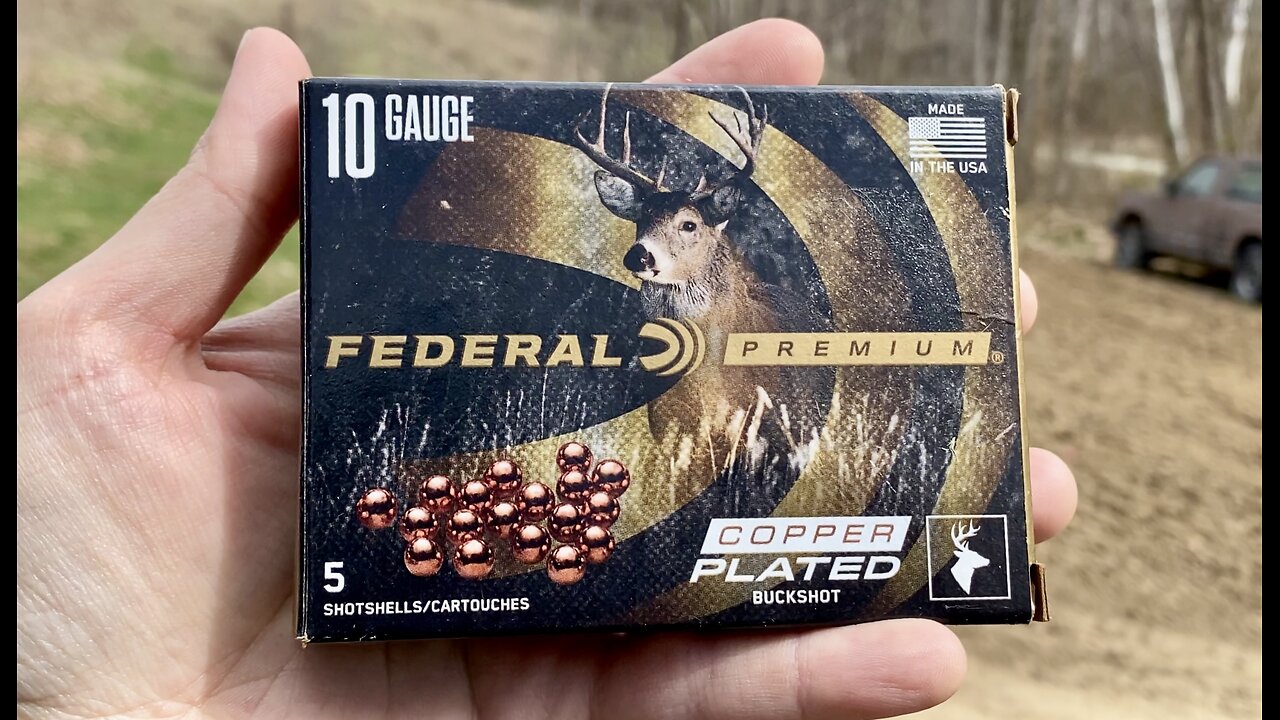 10 GAUGE
MADE
IN THE USA
FEDERAL PREMIUM®
COPPER
PLATED
BUCKSHOT
5
SHOTSHELLS/CARTOUCHES